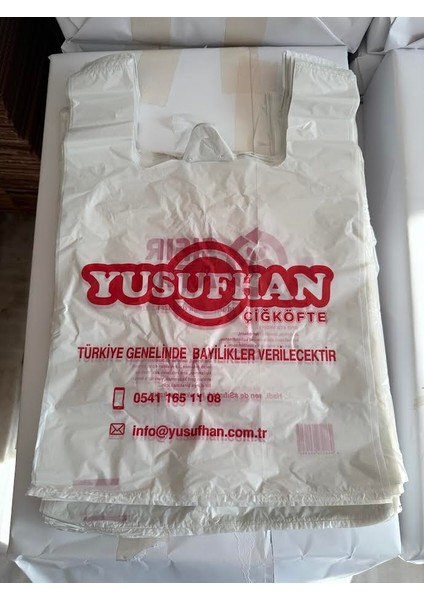 YUSUFHAN
ÇİĞKÖFTE
TÜRKİYE GENELİNDE BAYİLİKLER VERİLECEKTİR
0541 165 11 08
info@yusufhan.com.tr